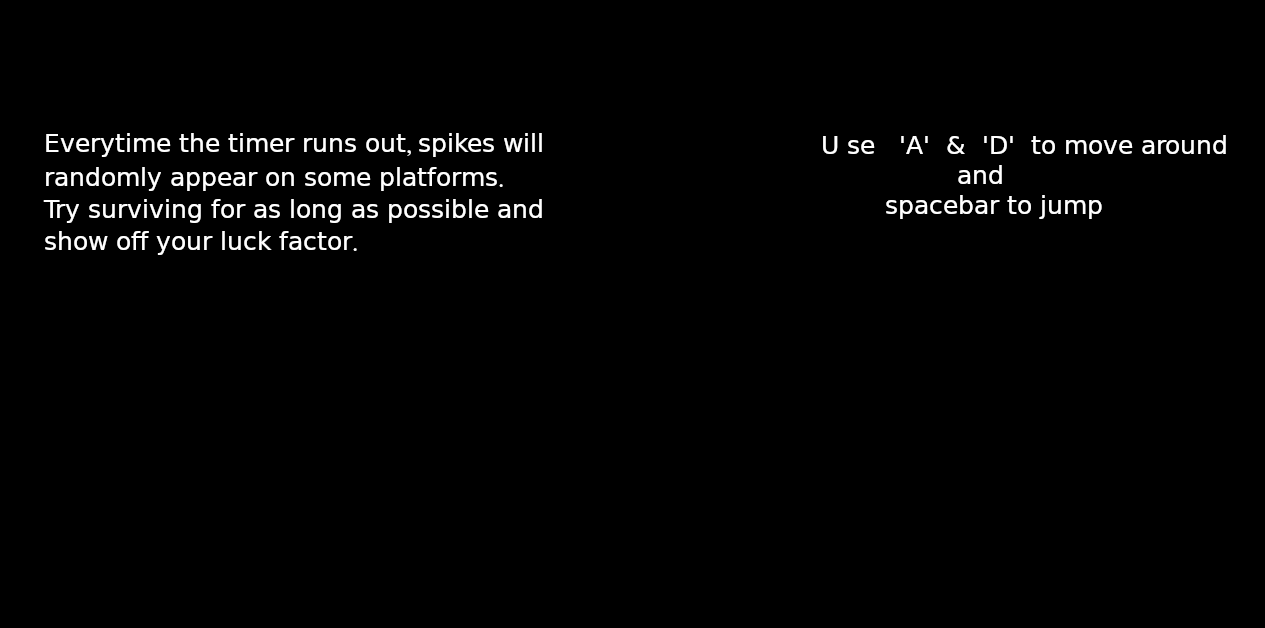 Everytime the timer runs out, spikes will
randomly appear on some platforms.
Try surviving for as long as possible and
show off your luck factor.
U se 'A' & 'D' to move around
and
spacebar to jump